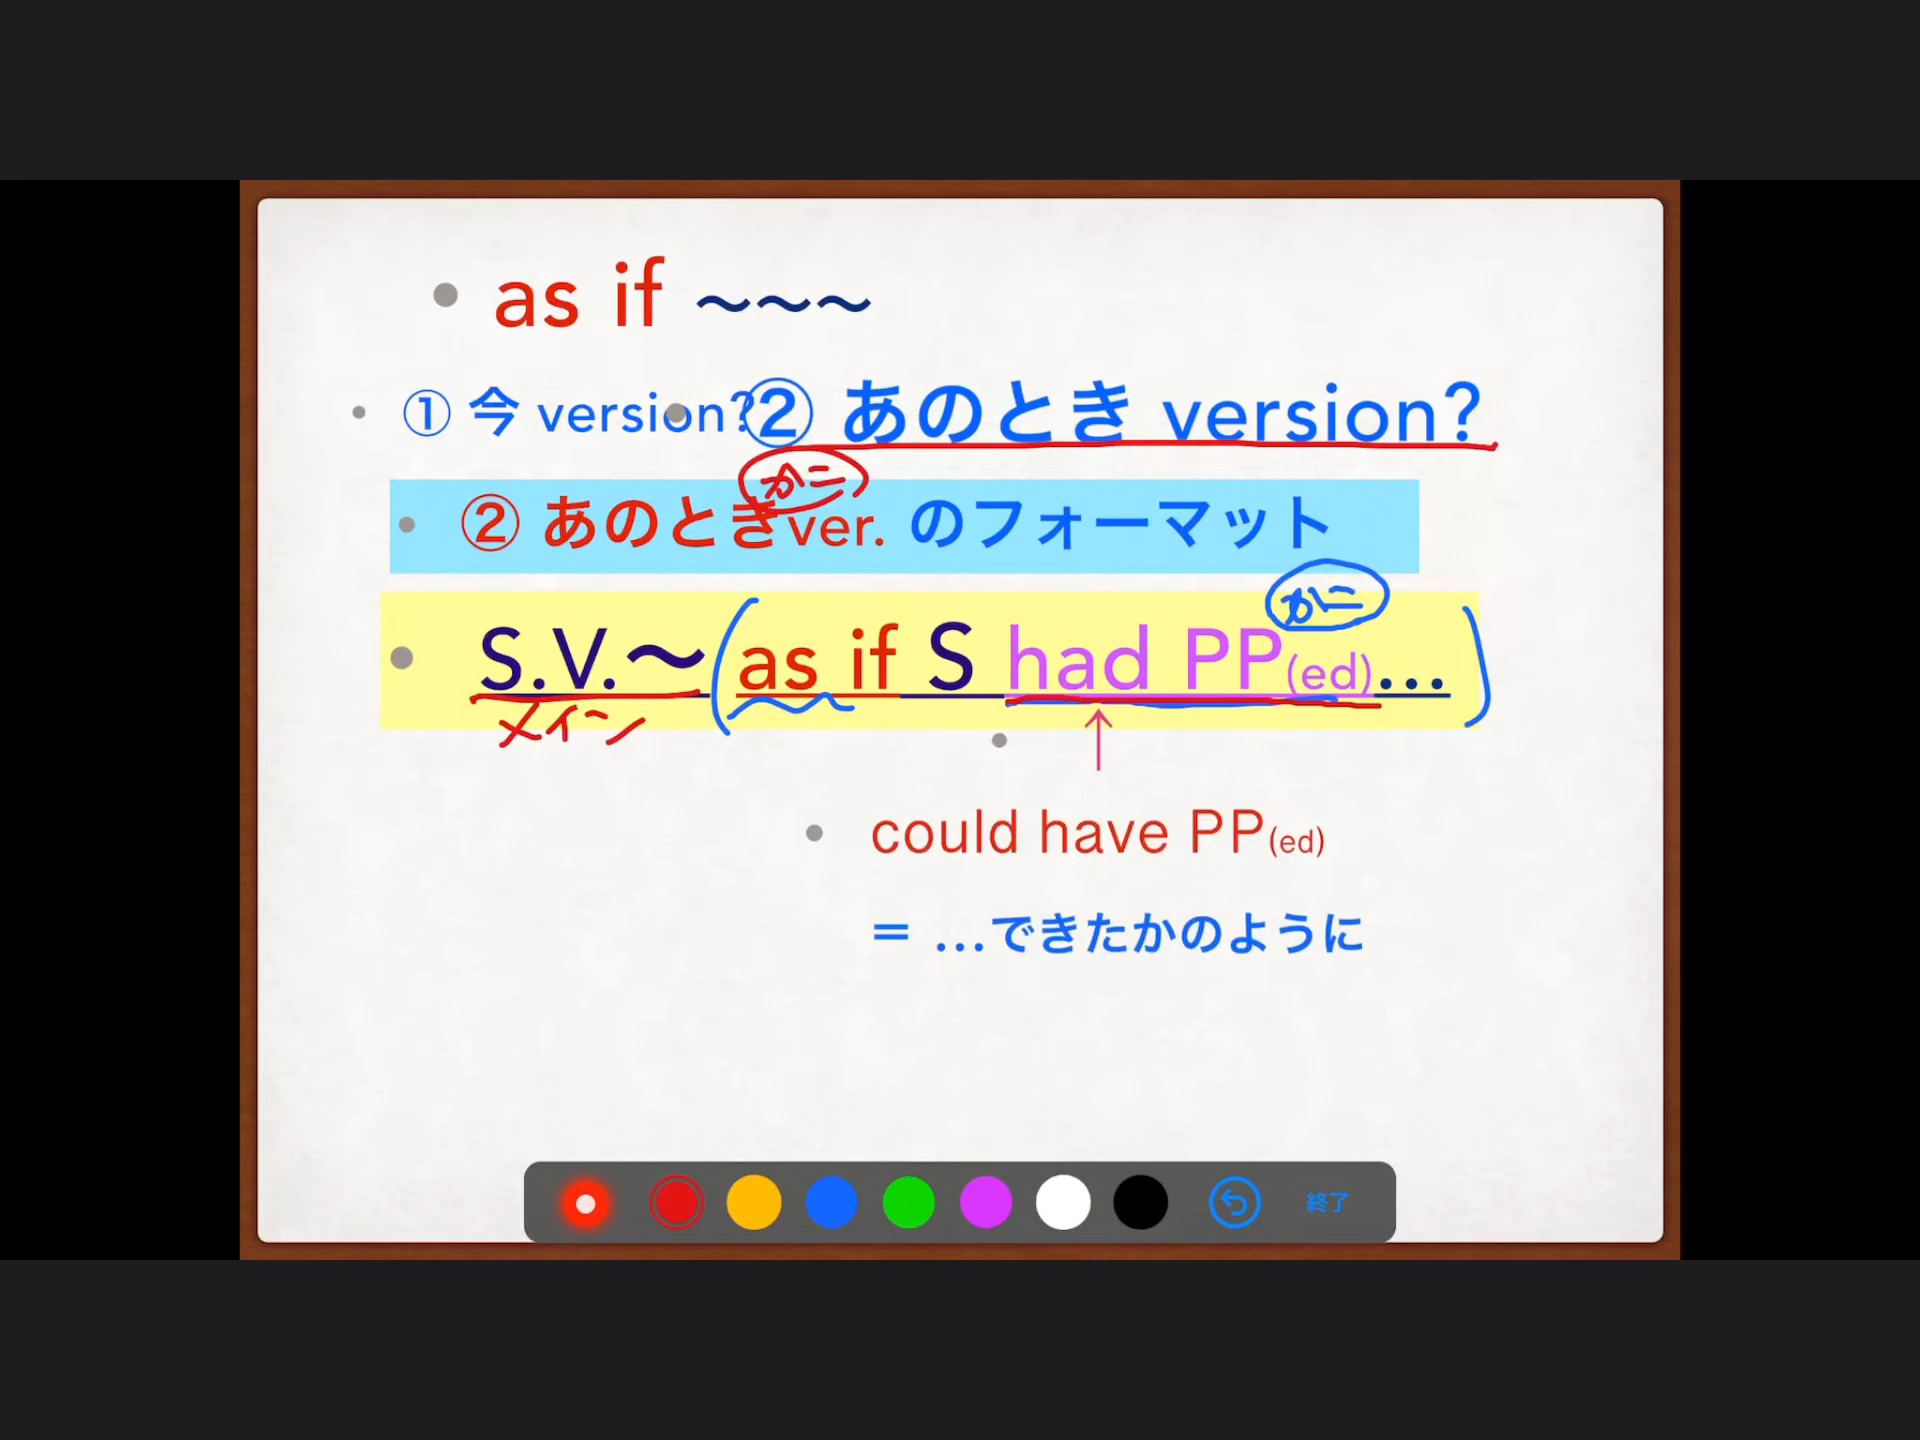 as if ~~~
① 今 version?
② あのとき version?
かこ
② あのときver. のフォーマット
かこ
S.V.〜 as if S had PP(ed)...
メイン
↑
could have PP(ed)
= ...できたかのように
終了